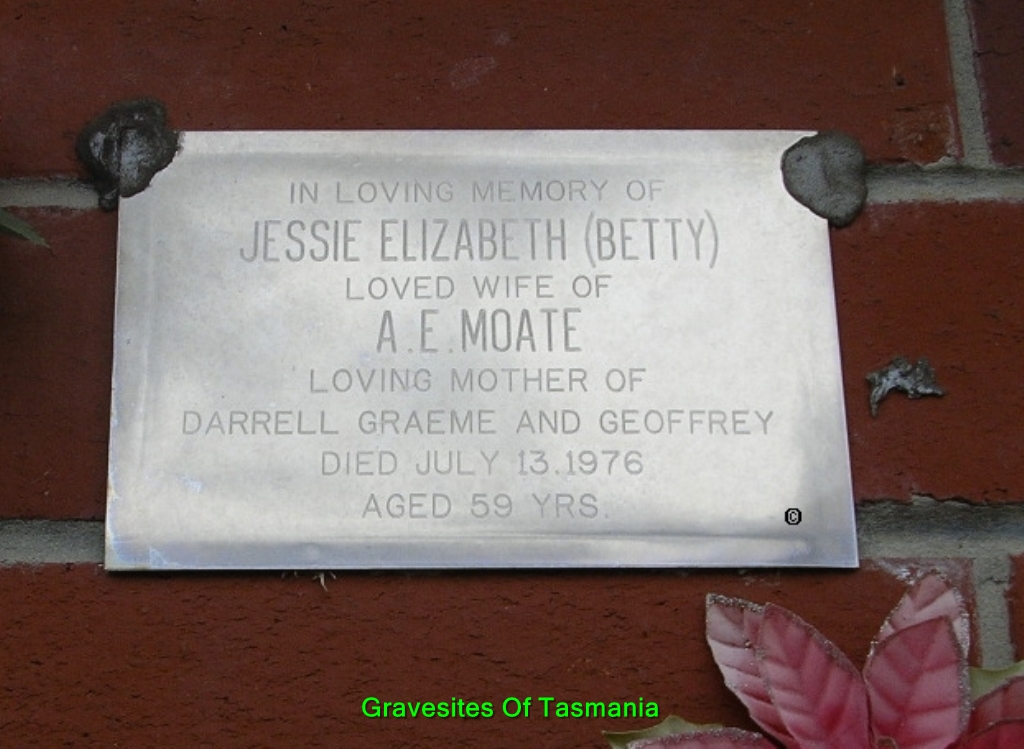 IN LOVING MEMORY OF
JESSIE ELIZABETH (BETTY)
LOVED WIFE OF
A.E.MOATE
LOVING MOTHER OF
DARRELL GRAEME AND GEOFFREY
DIED JULY 13.1976
AGED 59 YRS.
©
Gravesites Of Tasmania